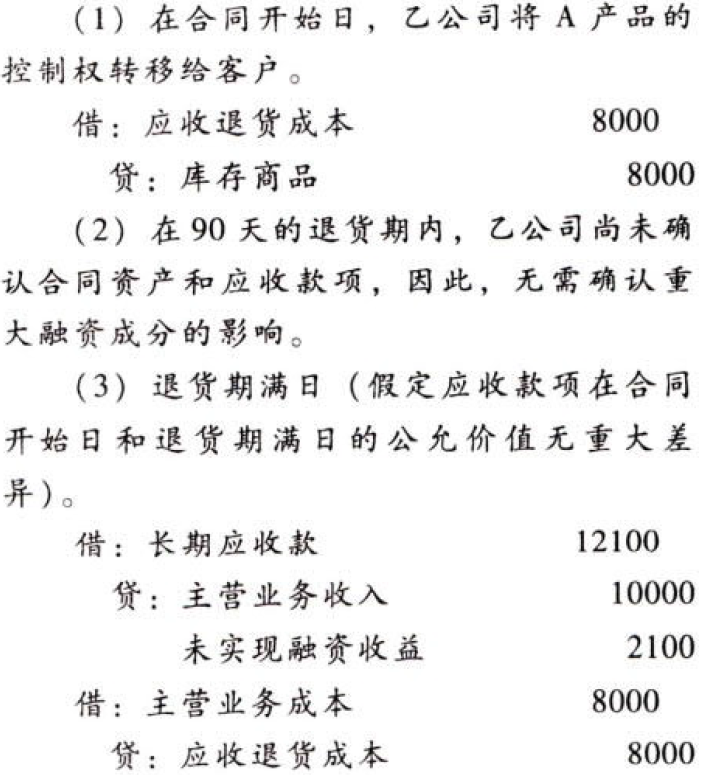 （1）在合同开始日，乙公司将 A 产品的
控制权转移给客户。
借：应收退货成本 8000
贷：库存商品 8000
（2）在 90 天的退货期内，乙公司尚未确
认合同资产和应收款项，因此，无需确认重
大融资成分的影响。
（3）退货期满日（假定应收款项在合同
开始日和退货期满日的公允价值无重大差
异）。
借：长期应收款 12100
贷：主营业务收入 10000
未实现融资收益 2100
借：主营业务成本 8000
贷：应收退货成本 8000